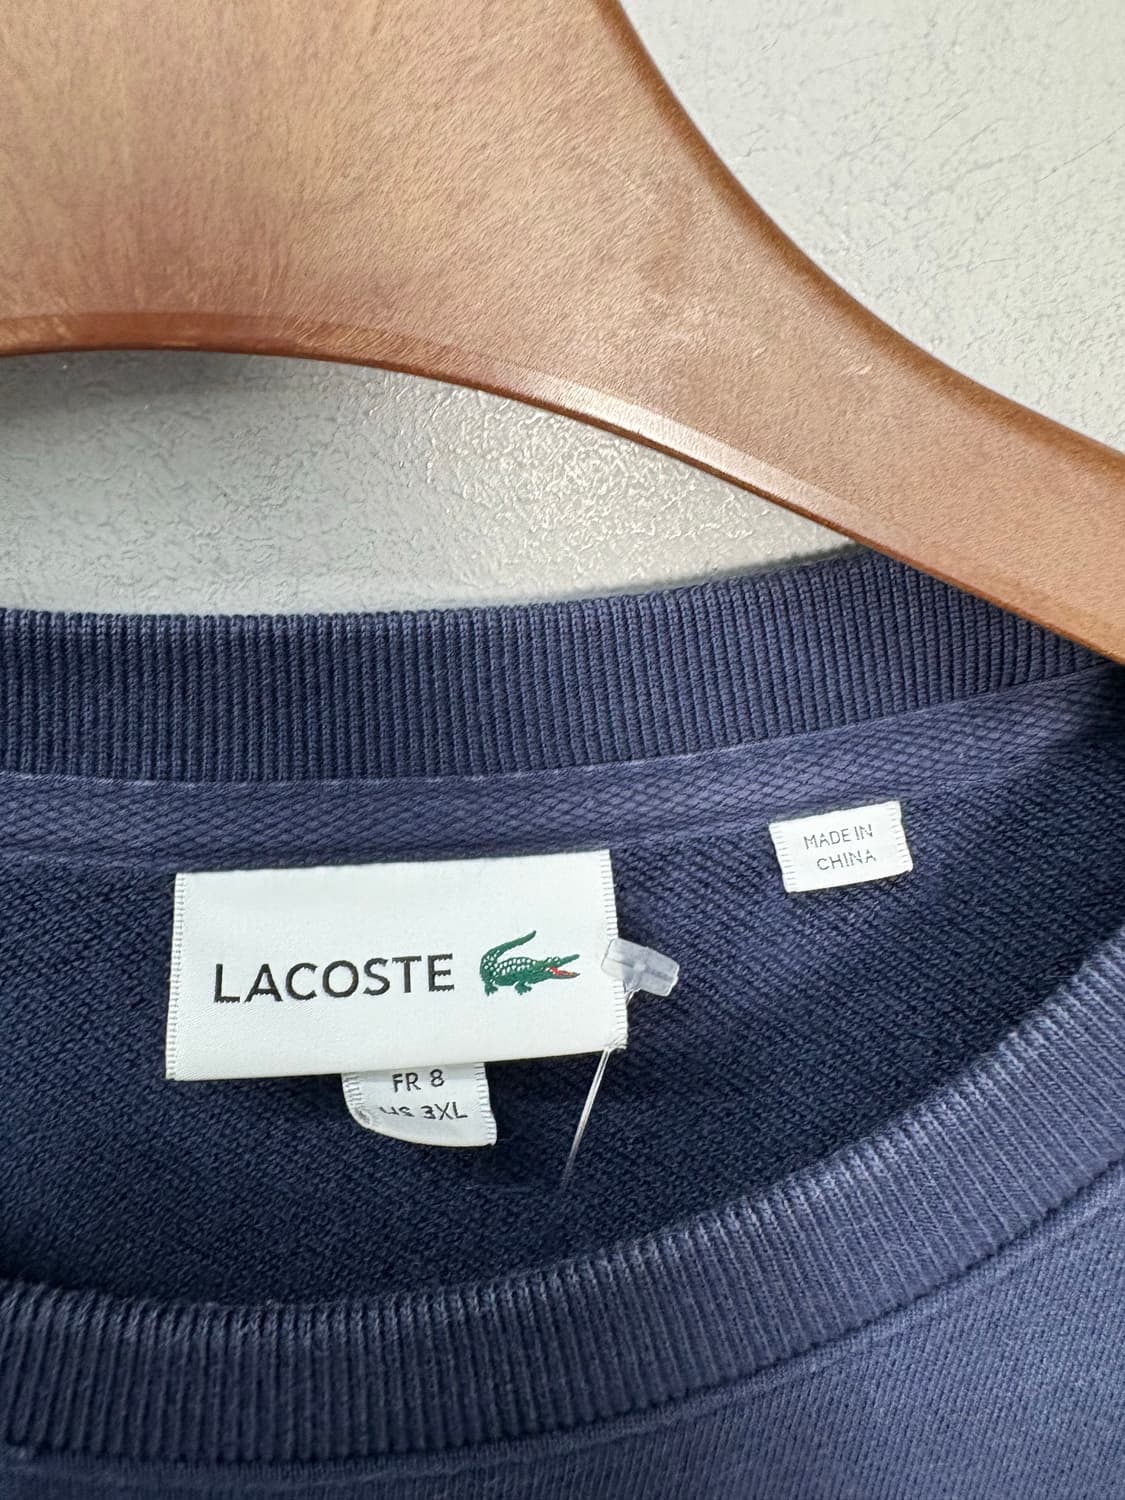 LACOSTE
MADE IN
CHINA
FR 8
US 3XL